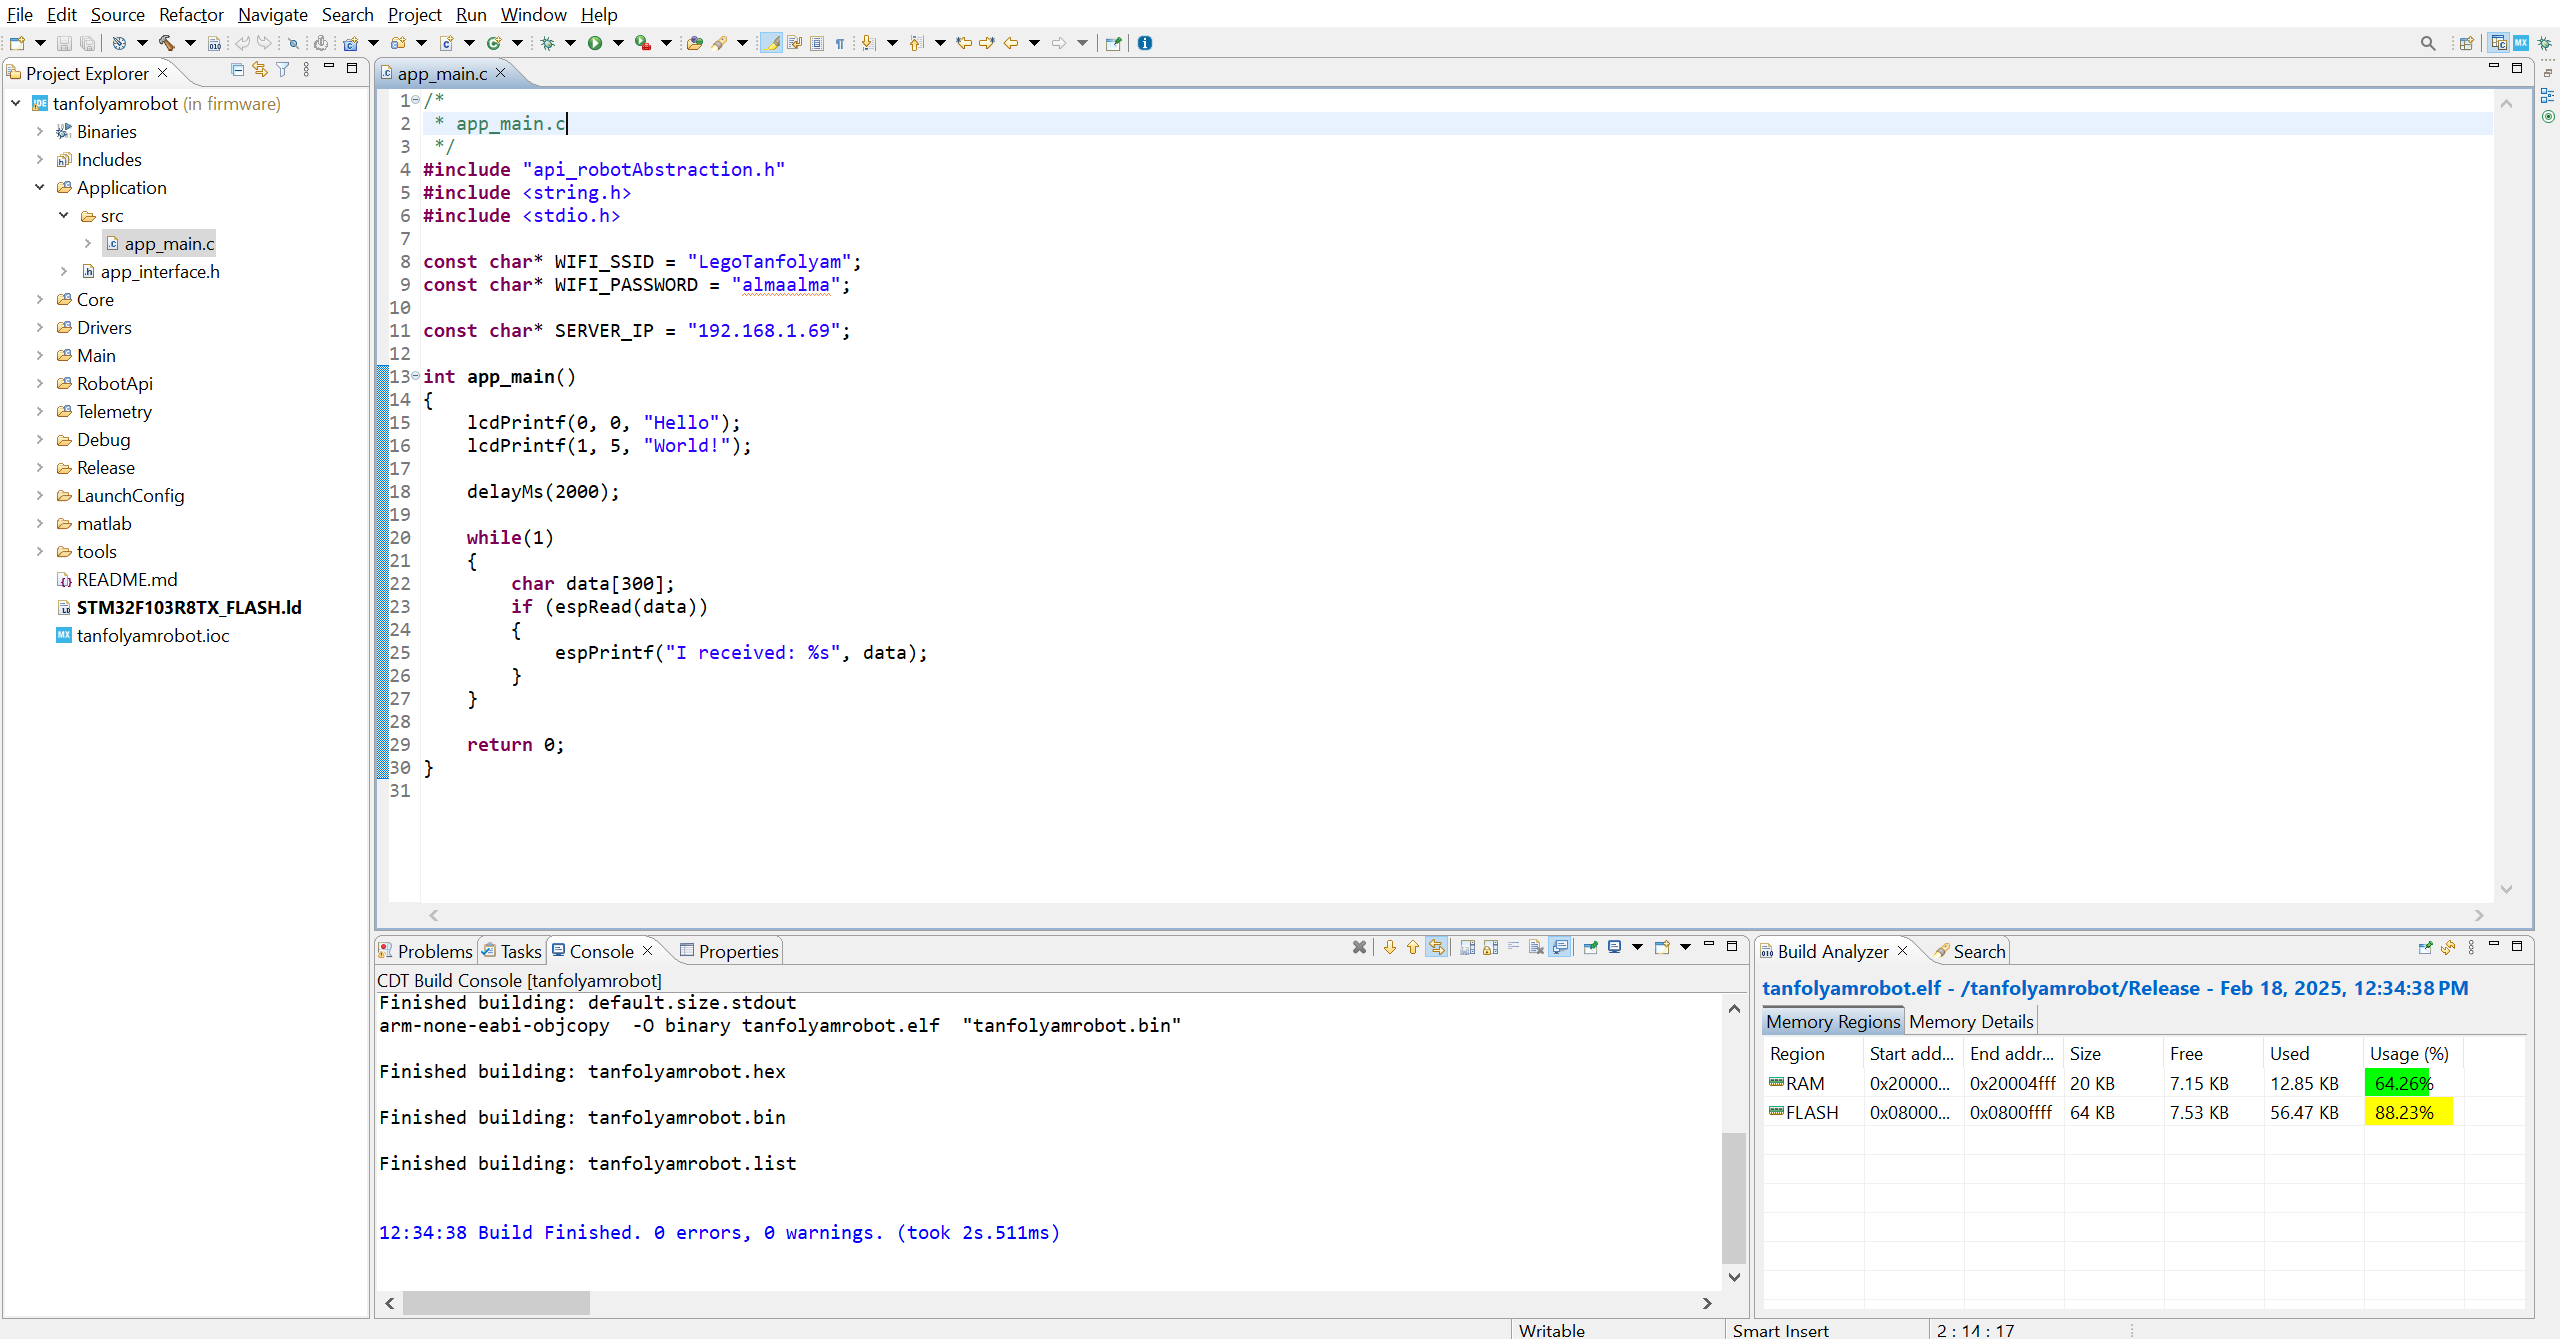 File Edit Source Refactor Navigate Search Project Run Window Help
Project Explorer
tanfolyamrobot (in firmware)
Binaries
Includes
Application
src
app_main.c
app_interface.h
Core
Drivers
Main
RobotApi
Telemetry
Debug
Release
LaunchConfig
matlab
tools
README.md
STM32F103R8TX_FLASH.ld
tanfolyamrobot.ioc
app_main.c
1 /*
2  * app_main.c
3  */
4 #include "api_robotAbstraction.h"
5 #include <string.h>
6 #include <stdio.h>
7
8 const char* WIFI_SSID = "LegoTanfolyam";
9 const char* WIFI_PASSWORD = "almaalma";
10
11 const char* SERVER_IP = "192.168.1.69";
12
13 int app_main()
14 {
15     lcdPrintf(0, 0, "Hello");
16     lcdPrintf(1, 5, "World!");
17
18     delayMs(2000);
19
20     while(1)
21     {
22         char data[300];
23         if (espRead(data))
24         {
25             espPrintf("I received: %s", data);
26         }
27     }
28
29     return 0;
30 }
31
Problems Tasks Console Properties
CDT Build Console [tanfolyamrobot]
Finished building: default.size.stdout
arm-none-eabi-objcopy  -O binary tanfolyamrobot.elf  "tanfolyamrobot.bin"
Finished building: tanfolyamrobot.hex
Finished building: tanfolyamrobot.bin
Finished building: tanfolyamrobot.list
12:34:38 Build Finished. 0 errors, 0 warnings. (took 2s.511ms)
Build Analyzer Search
tanfolyamrobot.elf - /tanfolyamrobot/Release - Feb 18, 2025, 12:34:38 PM
Memory Regions Memory Details
Region Start add... End addr... Size Free Used Usage (%)
RAM 0x20000... 0x20004fff 20 KB 7.15 KB 12.85 KB 64.26%
FLASH 0x08000... 0x0800ffff 64 KB 7.53 KB 56.47 KB 88.23%
Writable Smart Insert 2 : 14 : 17